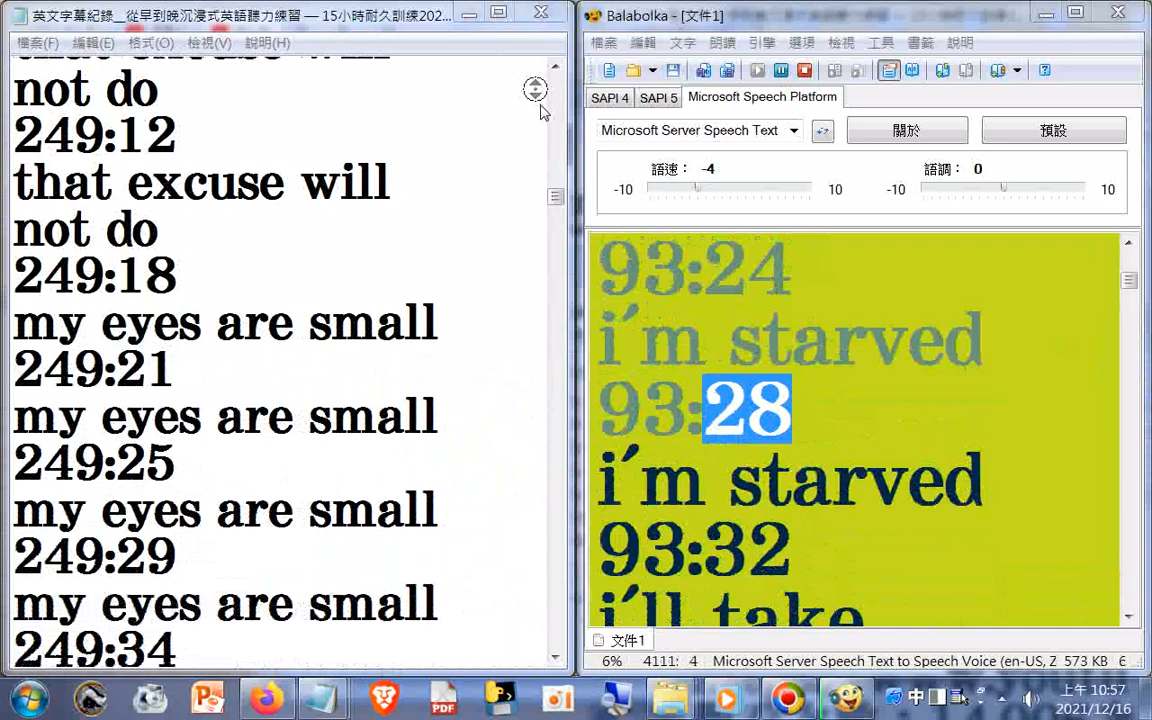 英文字幕紀錄__從早到晚沉浸式英語聽力練習 — 15小時耐久訓練202...
檔案(F) 編輯(E) 格式(O) 檢視(V) 說明(H)
that excuse will
not do
249:12
that excuse will
not do
249:18
my eyes are small
249:21
my eyes are small
249:25
my eyes are small
249:29
my eyes are small
249:34
Balabolka - [文件1]
檔案 編輯 文字 朗讀 引擎 選項 檢視 工具 書籤 說明
SAPI 4 SAPI 5 Microsoft Speech Platform
Microsoft Server Speech Text 關於 預設
語速： -4 語調： 0
-10 10 -10 10
93:24
i´m starved
93:28
i´m starved
93:32
i´ll take
文件1
6% 4111: 4 Microsoft Server Speech Text to Speech Voice (en-US, Z 573 KB 6
PDF
中
上午 10:57
2021/12/16